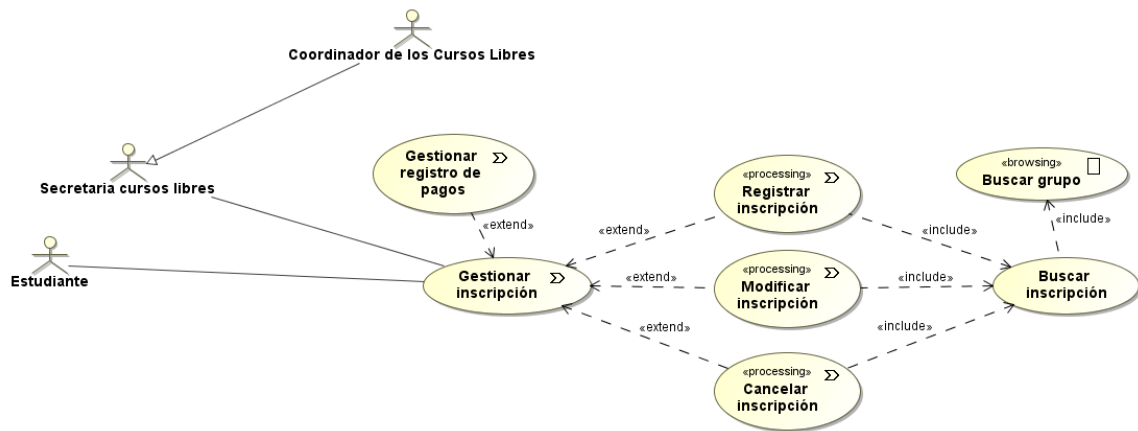 Coordinador de los Cursos Libres
Secretaria cursos libres
Estudiante
Gestionar
registro de
pagos
«extend»
Gestionar
inscripción
«extend»
«extend»
«extend»
«processing»
Registrar
inscripción
«processing»
Modificar
inscripción
«processing»
Cancelar
inscripción
«include»
«include»
«include»
«browsing»
Buscar grupo
«include»
Buscar
inscripción